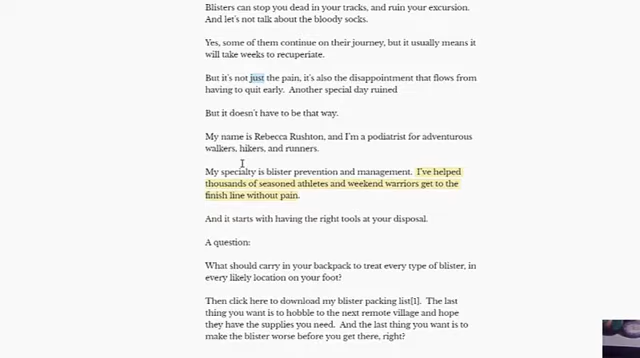 Blisters can stop you dead in your tracks, and ruin your excursion.
And let's not talk about the bloody socks.
Yes, some of them continue on their journey, but it usually means it
will take weeks to recuperate.
But it's not just the pain, it's also the disappointment that flows from
having to quit early.  Another special day ruined
But it doesn't have to be that way.
My name is Rebecca Rushton, and I'm a podiatrist for adventurous
walkers, hikers, and runners.
My specialty is blister prevention and management.  I've helped
thousands of seasoned athletes and weekend warriors get to the
finish line without pain.
And it starts with having the right tools at your disposal.
A question:
What should carry in your backpack to treat every type of blister, in
every likely location on your foot?
Then click here to download my blister packing list[1].  The last
thing you want is to hobble to the next remote village and hope
they have the supplies you need.  And the last thing you want is to
make the blister worse before you get there, right?